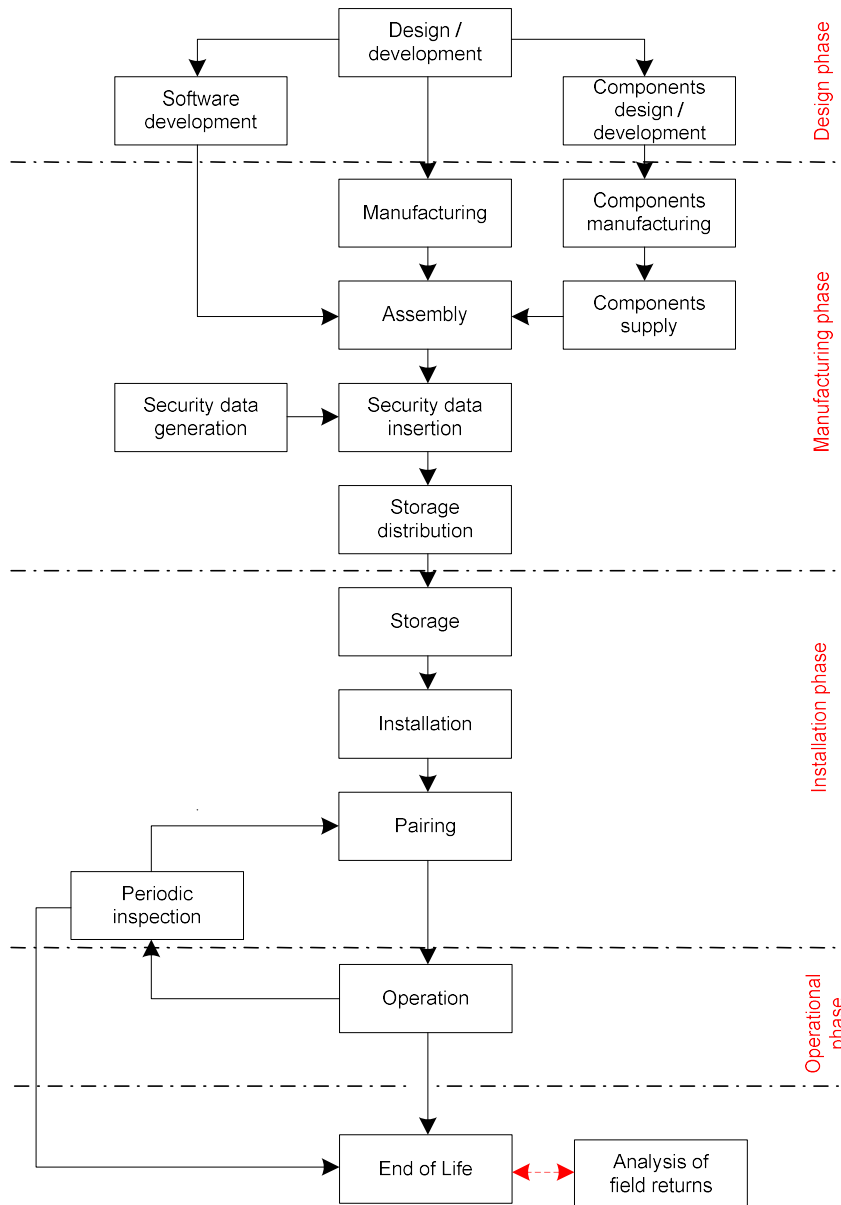 Design /
development
Design phase
Software
development
Components
design /
development
Manufacturing
Components
manufacturing
Manufacturing phase
Assembly
Components
supply
Security data
generation
Security data
insertion
Storage
distribution
Storage
Installation phase
Installation
Pairing
Periodic
inspection
Operation
Operational
phase
End of Life
Analysis of
field returns